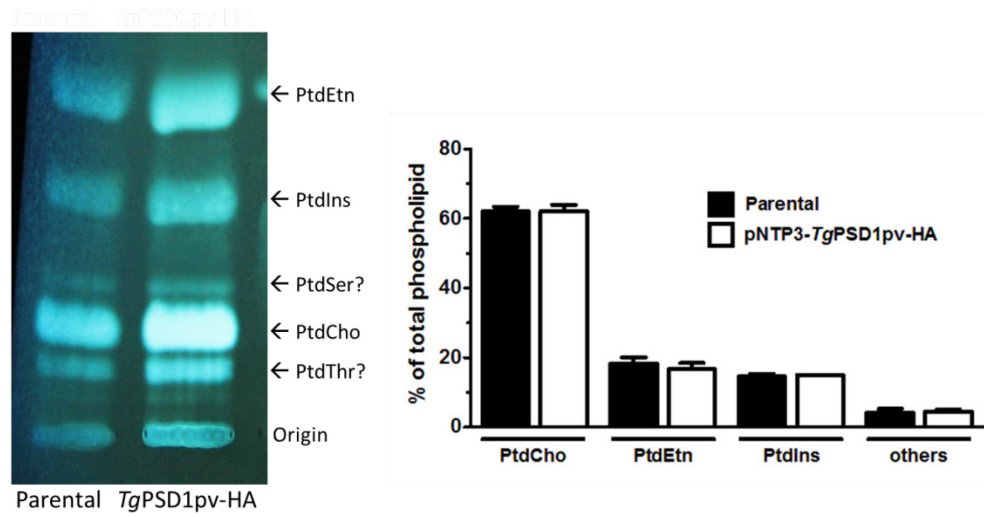 Parental TgPSD1pv-HA
← PtdEtn
← PtdIns
← PtdSer?
← PtdCho
← PtdThr?
Origin
Parental TgPSD1pv-HA
80
60
40
20
0
% of total phospholipid
Parental
pNTP3-TgPSD1pv-HA
PtdCho PtdEtn PtdIns others